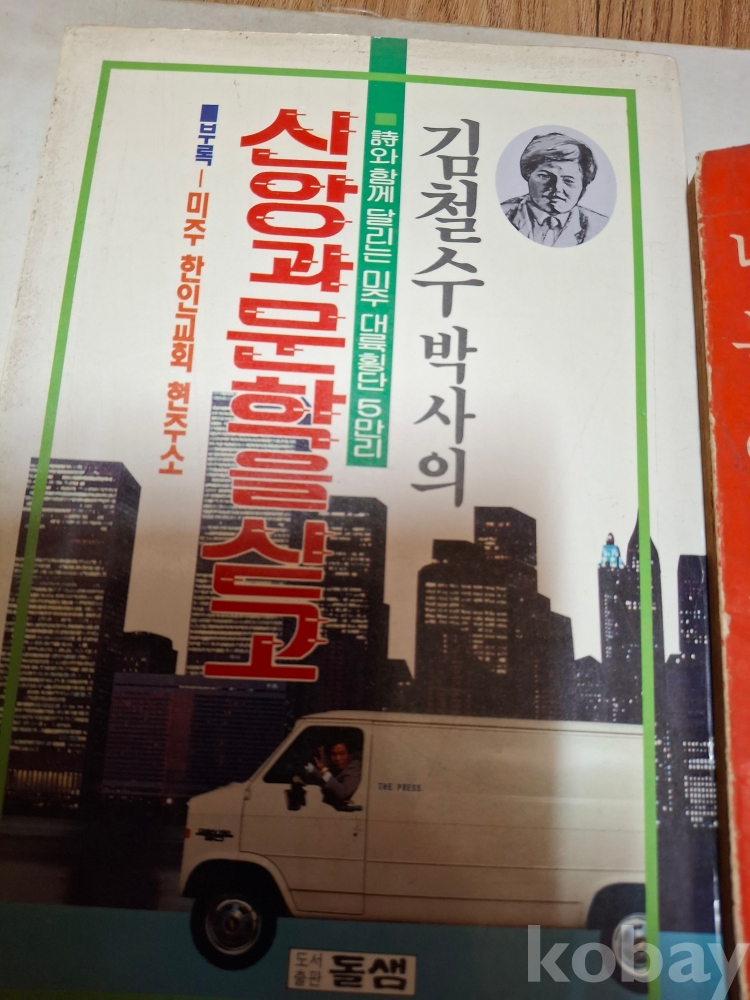 김철수 박사의
詩와 함께 달리는 미주 대륙횡단 5만리
신앙과 문학을 싣고
부록 - 미주 한인교회 현주소
THE PRESS
도서
출판
돌샘
kobay